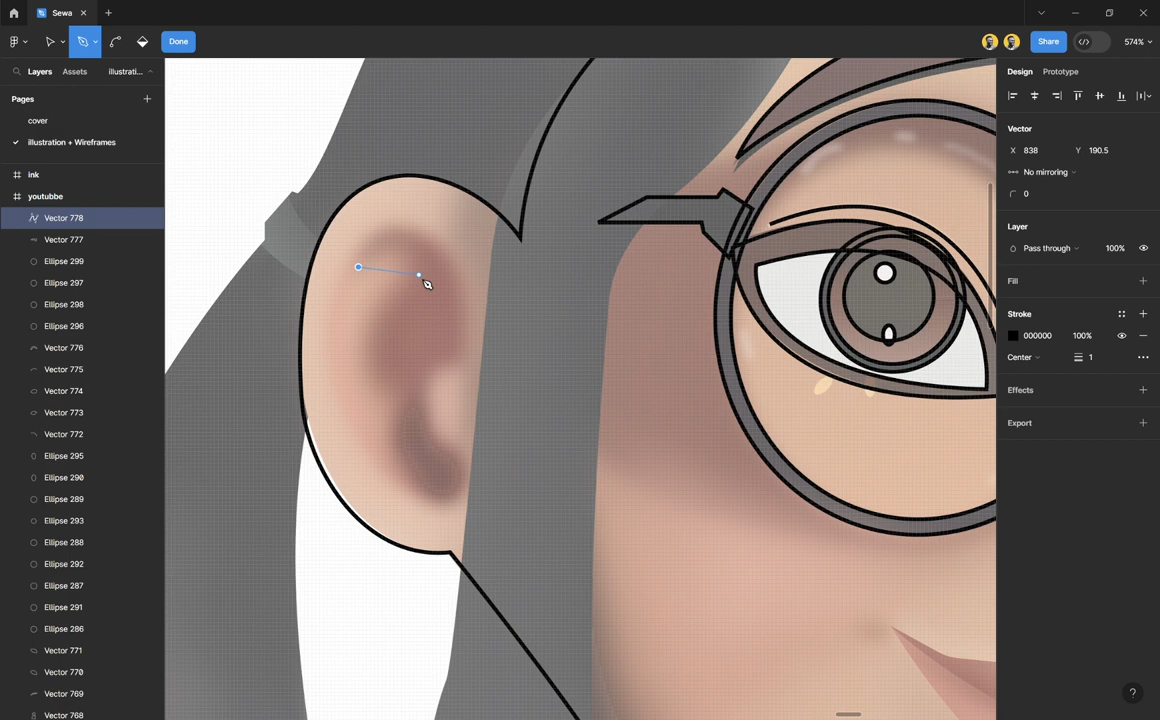 Sewa
Done
Share
574%
Layers
Assets
illustrati...
Pages
cover
illustration + Wireframes
ink
youtubbe
Vector 778
Vector 777
Ellipse 299
Ellipse 297
Ellipse 298
Ellipse 296
Vector 776
Vector 775
Vector 774
Vector 773
Vector 772
Ellipse 295
Ellipse 290
Ellipse 289
Ellipse 293
Ellipse 288
Ellipse 292
Ellipse 287
Ellipse 291
Ellipse 286
Vector 771
Vector 770
Vector 769
Vector 768
Design
Prototype
Vector
X 838 Y 190.5
No mirroring
0
Layer
Pass through 100%
Fill
Stroke
000000 100%
Center 1
Effects
Export
?